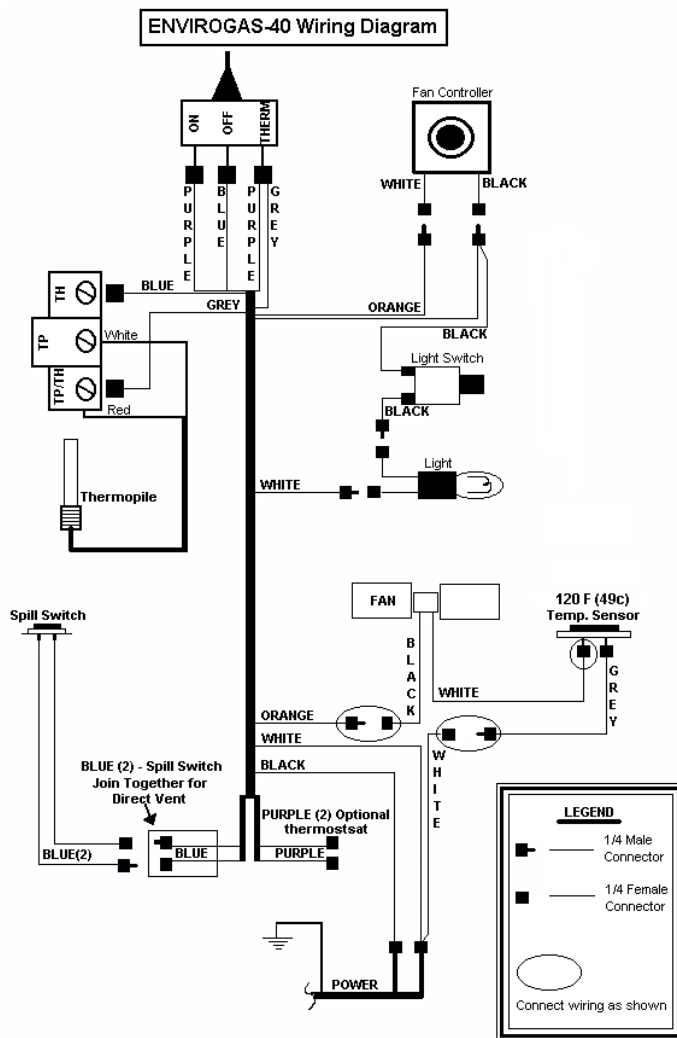 ENVIROGAS-40 Wiring Diagram
ON
OFF
THERM
Fan Controller
WHITE
BLACK
PURPLE
BLUE
PURPLE
GREY
TH
BLUE
GREY
ORANGE
TP
White
BLACK
Light Switch
TP/TH
Red
BLACK
Light
Thermopile
WHITE
FAN
120 F (49c)
Temp. Sensor
Spill Switch
BLACK
WHITE
GREY
ORANGE
WHITE
BLACK
WHITE
BLUE (2) - Spill Switch
Join Together for
Direct Vent
PURPLE (2) Optional
thermostsat
BLUE(2)
BLUE
PURPLE
POWER
LEGEND
1/4 Male
Connector
1/4 Female
Connector
Connect wiring as shown